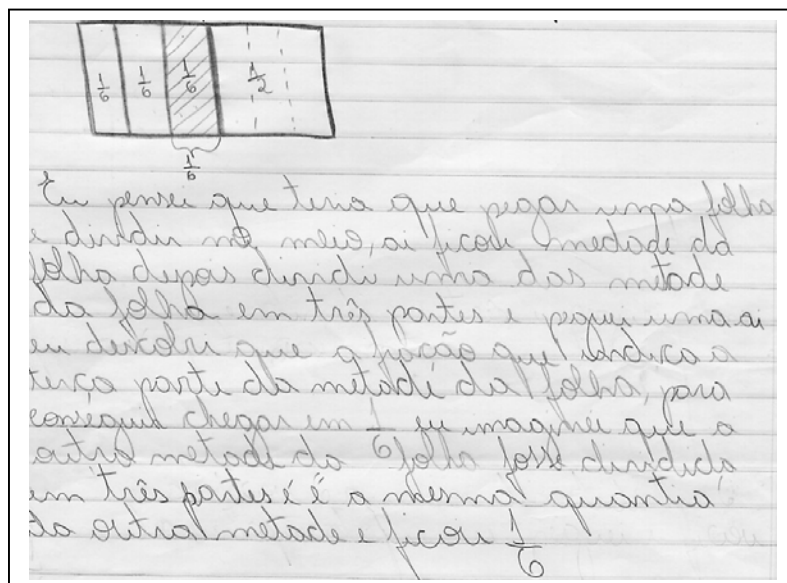 1/6 1/6 1/6 1/2
1/6
Eu pensei que teria que pegar uma folha
e dividir no meio, ai ficou medade da
folha depois dividi uma das metade
da folha em três partes e peguei uma ai
eu descobri que a fração que indica a
terça parte da metade da folha, para
conseguir chegar em 1/6 eu imaginei que a
outra metade da folha fosse dividida
em três partes é a mesma quantia
da outra metade e ficou 1/6